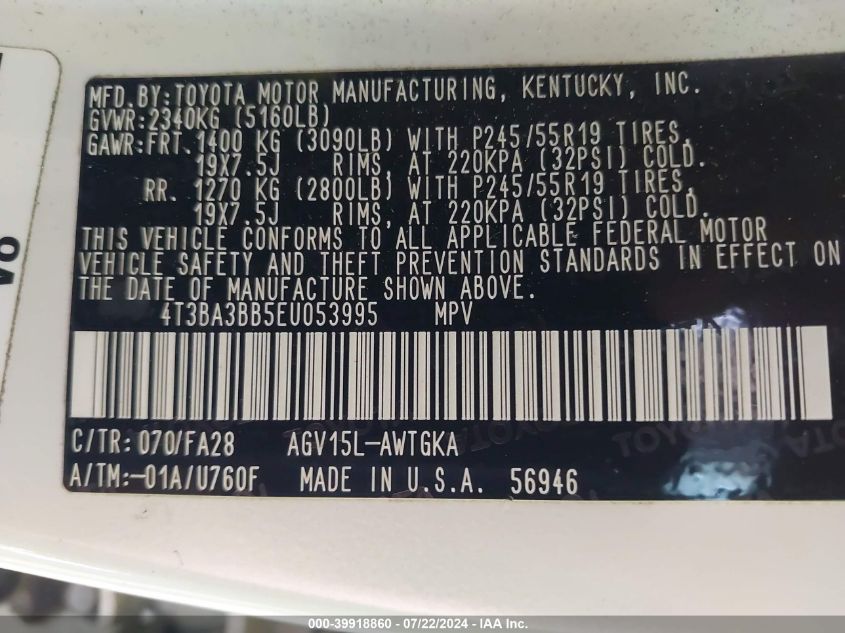 MFD. BY: TOYOTA MOTOR MANUFACTURING, KENTUCKY, INC.
GVWR: 2340KG (5160LB)
GAWR: FRT. 1400 KG (3090LB) WITH P245/55R19 TIRES,
19X7.5J RIMS, AT 220KPA (32PSI) COLD.
RR. 1270 KG (2800LB) WITH P245/55R19 TIRES,
19X7.5J RIMS, AT 220KPA (32PSI) COLD.
THIS VEHICLE CONFORMS TO ALL APPLICABLE FEDERAL MOTOR
VEHICLE SAFETY AND THEFT PREVENTION STANDARDS IN EFFECT ON
THE DATE OF MANUFACTURE SHOWN ABOVE.
4T3BA3BB5EU053995 MPV
C/TR: 070/FA28 AGV15L-AWTGKA
A/TM:-01A/U760F MADE IN U.S.A. 56946
000-39918860 - 07/22/2024 - IAA Inc.